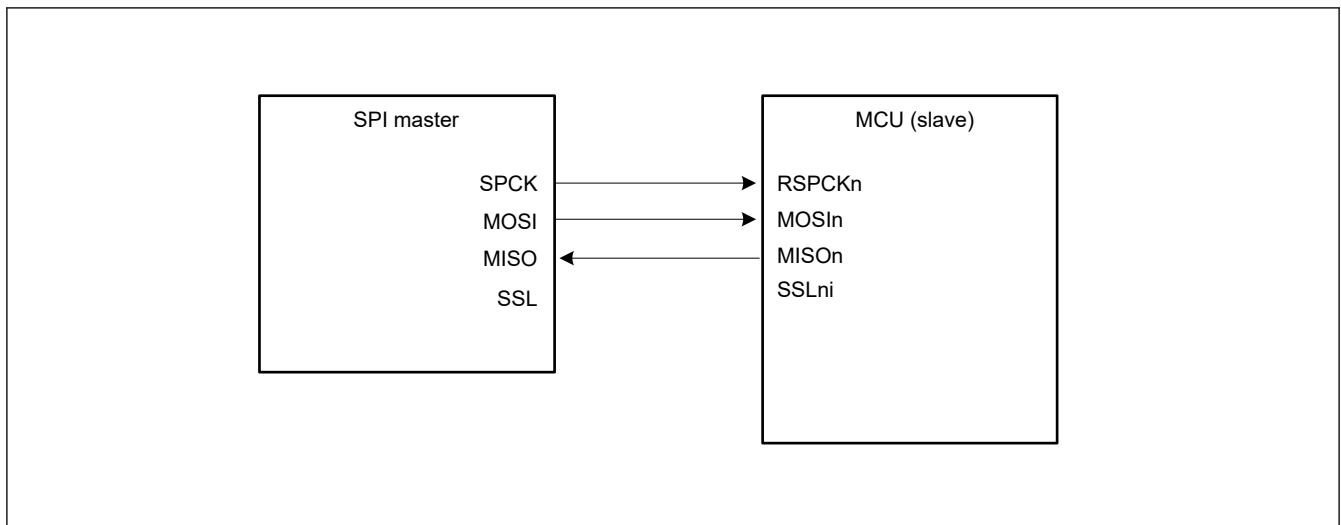 SPI master
SPCK
MOSI
MISO
SSL
MCU (slave)
RSPCKn
MOSIn
MISOn
SSLni